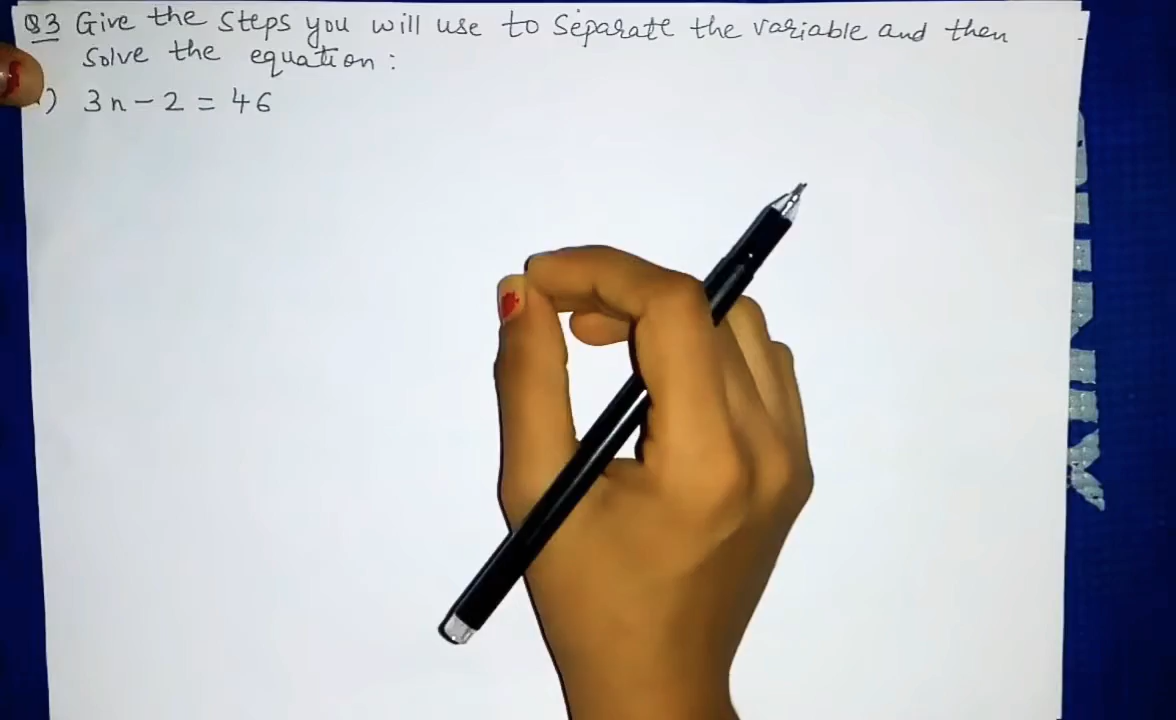 Q3 Give the steps you will use to Separate the variable and then
Solve the equation:
) 3n - 2 = 46